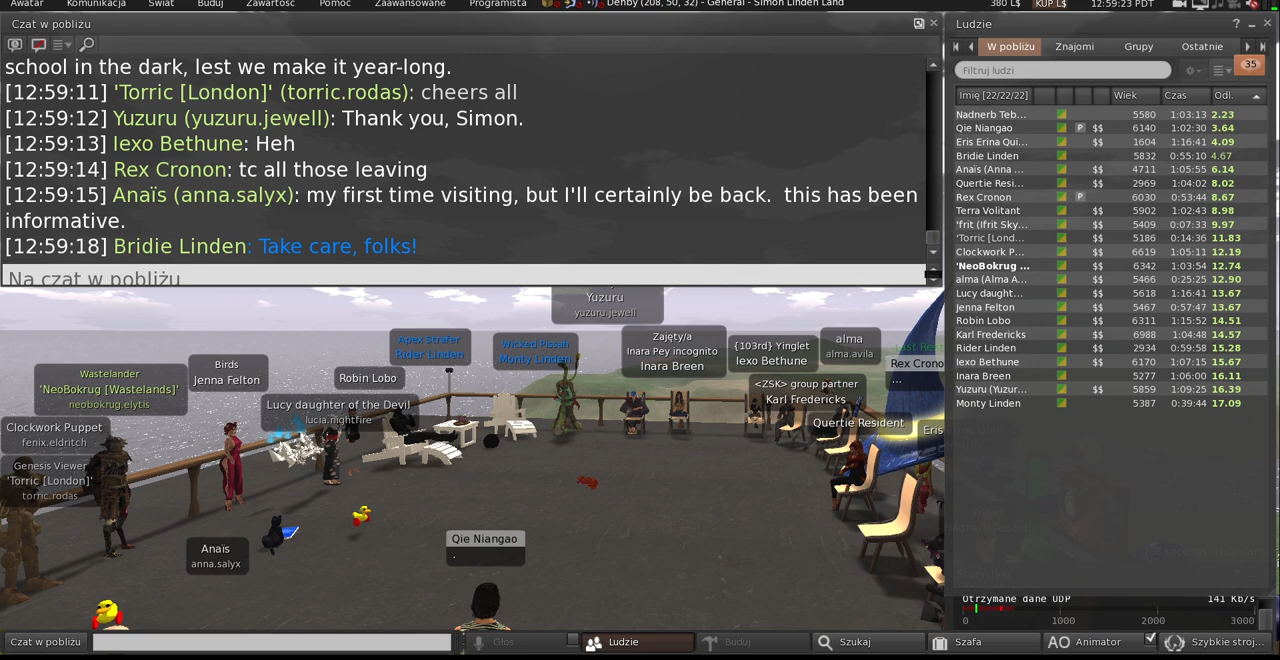 Awatar Komunikacja Świat Buduj Zawartość Pomoc Zaawansowane Programista Denby (208, 50, 32) - General - Simon Linden Land 380 L$ KUP L$ 12:59:23 PDT
Czat w pobliżu
school in the dark, lest we make it year-long.
[12:59:11] 'Torric [London]' (torric.rodas): cheers all
[12:59:12] Yuzuru (yuzuru.jewell): Thank you, Simon.
[12:59:13] Iexo Bethune: Heh
[12:59:14] Rex Cronon: tc all those leaving
[12:59:15] Anaïs (anna.salyx): my first time visiting, but I'll certainly be back. this has been
informative.
[12:59:18] Bridie Linden: Take care, folks!
Na czat w pobliżu
Yuzuru
yuzuru.jewell
Apex Strafer
Rider Linden
Wicked Pissah
Monty Linden
Zajęty/a
Inara Pey incognito
Inara Breen
{103rd} Yinglet
Iexo Bethune
alma
alma.avila
Rex Crono
...
<ZSK> group partner
Karl Fredericks
Quertie Resident
Eris
Birds
Jenna Felton
Robin Lobo
Wastelander
'NeoBokrug [Wastelands]'
neobokrug.elytis
Lucy daughter of the Devil
lucia.nightfire
Clockwork Puppet
fenix.eldritch
Genesis Viewer
'Torric [London]'
torric.rodas
Anaïs
anna.salyx
Qie Niangao
.
Ludzie
? _ ×
W pobliżu Znajomi Grupy Ostatnie
Filtruj ludzi
35
Imię [22/22/22] Wiek Czas Odl.
Nadnerb Teb... 5580 1:03:13 2.23
Qie Niangao P $$ 6140 1:02:30 3.64
Eris Erina Qui... $$ 1604 1:16:41 4.09
Bridie Linden 5832 0:55:10 4.67
Anaïs (Anna ... $$ 4711 1:05:55 6.14
Quertie Resi... $$ 2969 1:04:02 8.02
Rex Cronon P 6030 0:53:44 8.67
Terra Volitant $$ 5902 1:02:43 8.98
'frit (Ifrit Sky... $$ 5409 0:07:33 9.97
'Torric [Lond... $$ 5186 0:14:36 11.83
Clockwork P... $$ 6619 1:05:11 12.19
'NeoBokrug ... $$ 6342 1:03:54 12.74
alma (Alma A... $$ 5466 0:25:25 12.90
Lucy daught... $$ 5618 1:16:41 13.67
Jenna Felton $$ 5467 0:57:47 13.67
Robin Lobo $$ 6311 1:15:52 14.51
Karl Fredericks $$ 6988 1:04:48 14.57
Rider Linden $$ 2934 0:59:58 15.28
Iexo Bethune $$ 6170 1:07:15 15.67
Inara Breen 5277 1:06:00 16.11
Yuzuru (Yuzur... $$ 5859 1:09:25 16.39
Monty Linden 5387 0:39:44 17.09
Otrzymane dane UDP 141 Kb/s
0 1000 2000 3000
Czat w pobliżu Głos Ludzie Buduj Szukaj Szafa AO Animator Szybkie stroj...